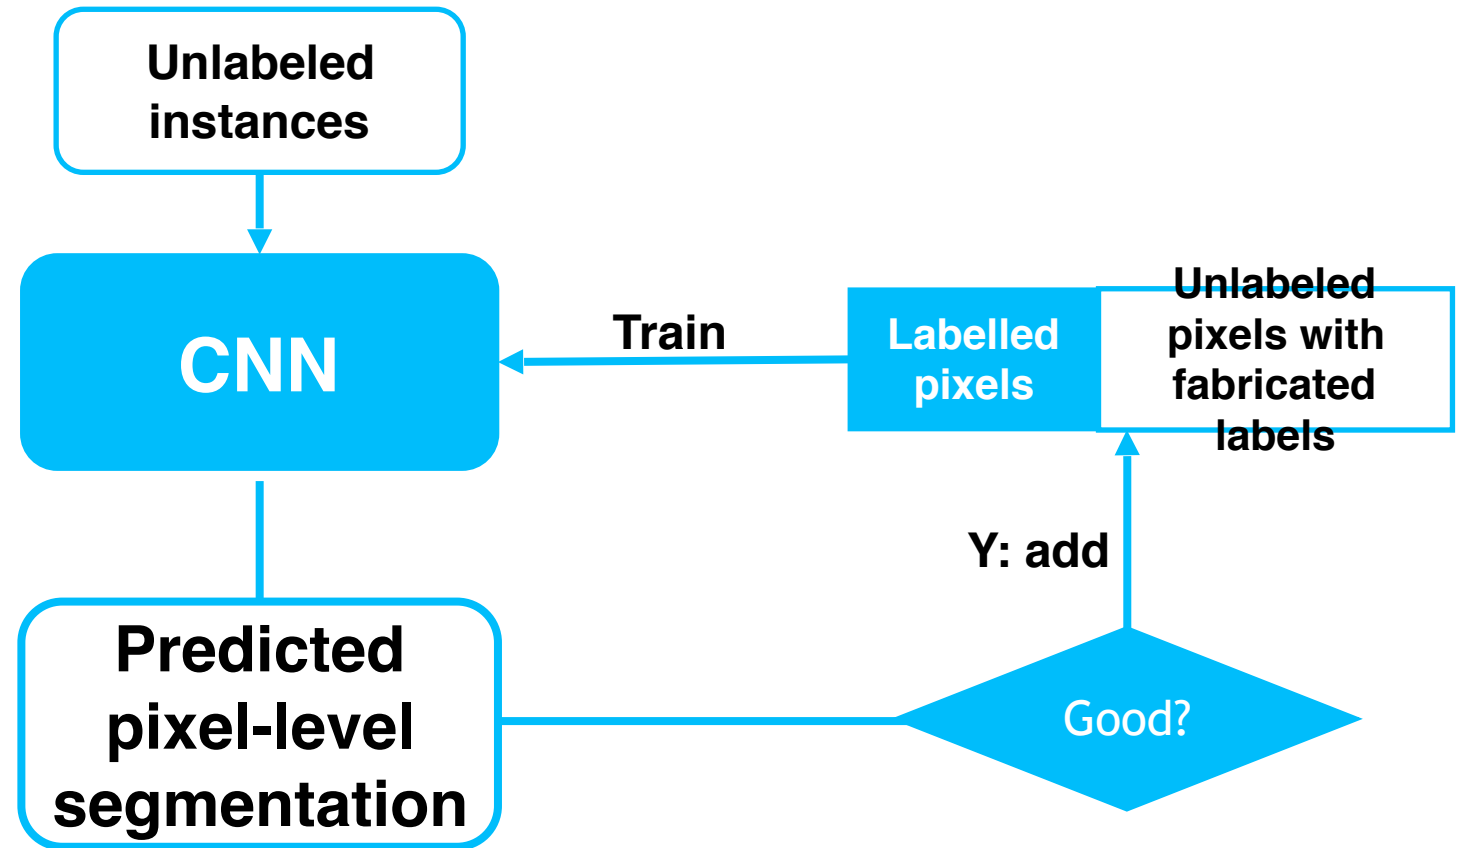 Unlabeled
instances
CNN
Train
Labelled
pixels
Unlabeled
pixels with
fabricated
labels
Y: add
Predicted
pixel-level
segmentation
Good?